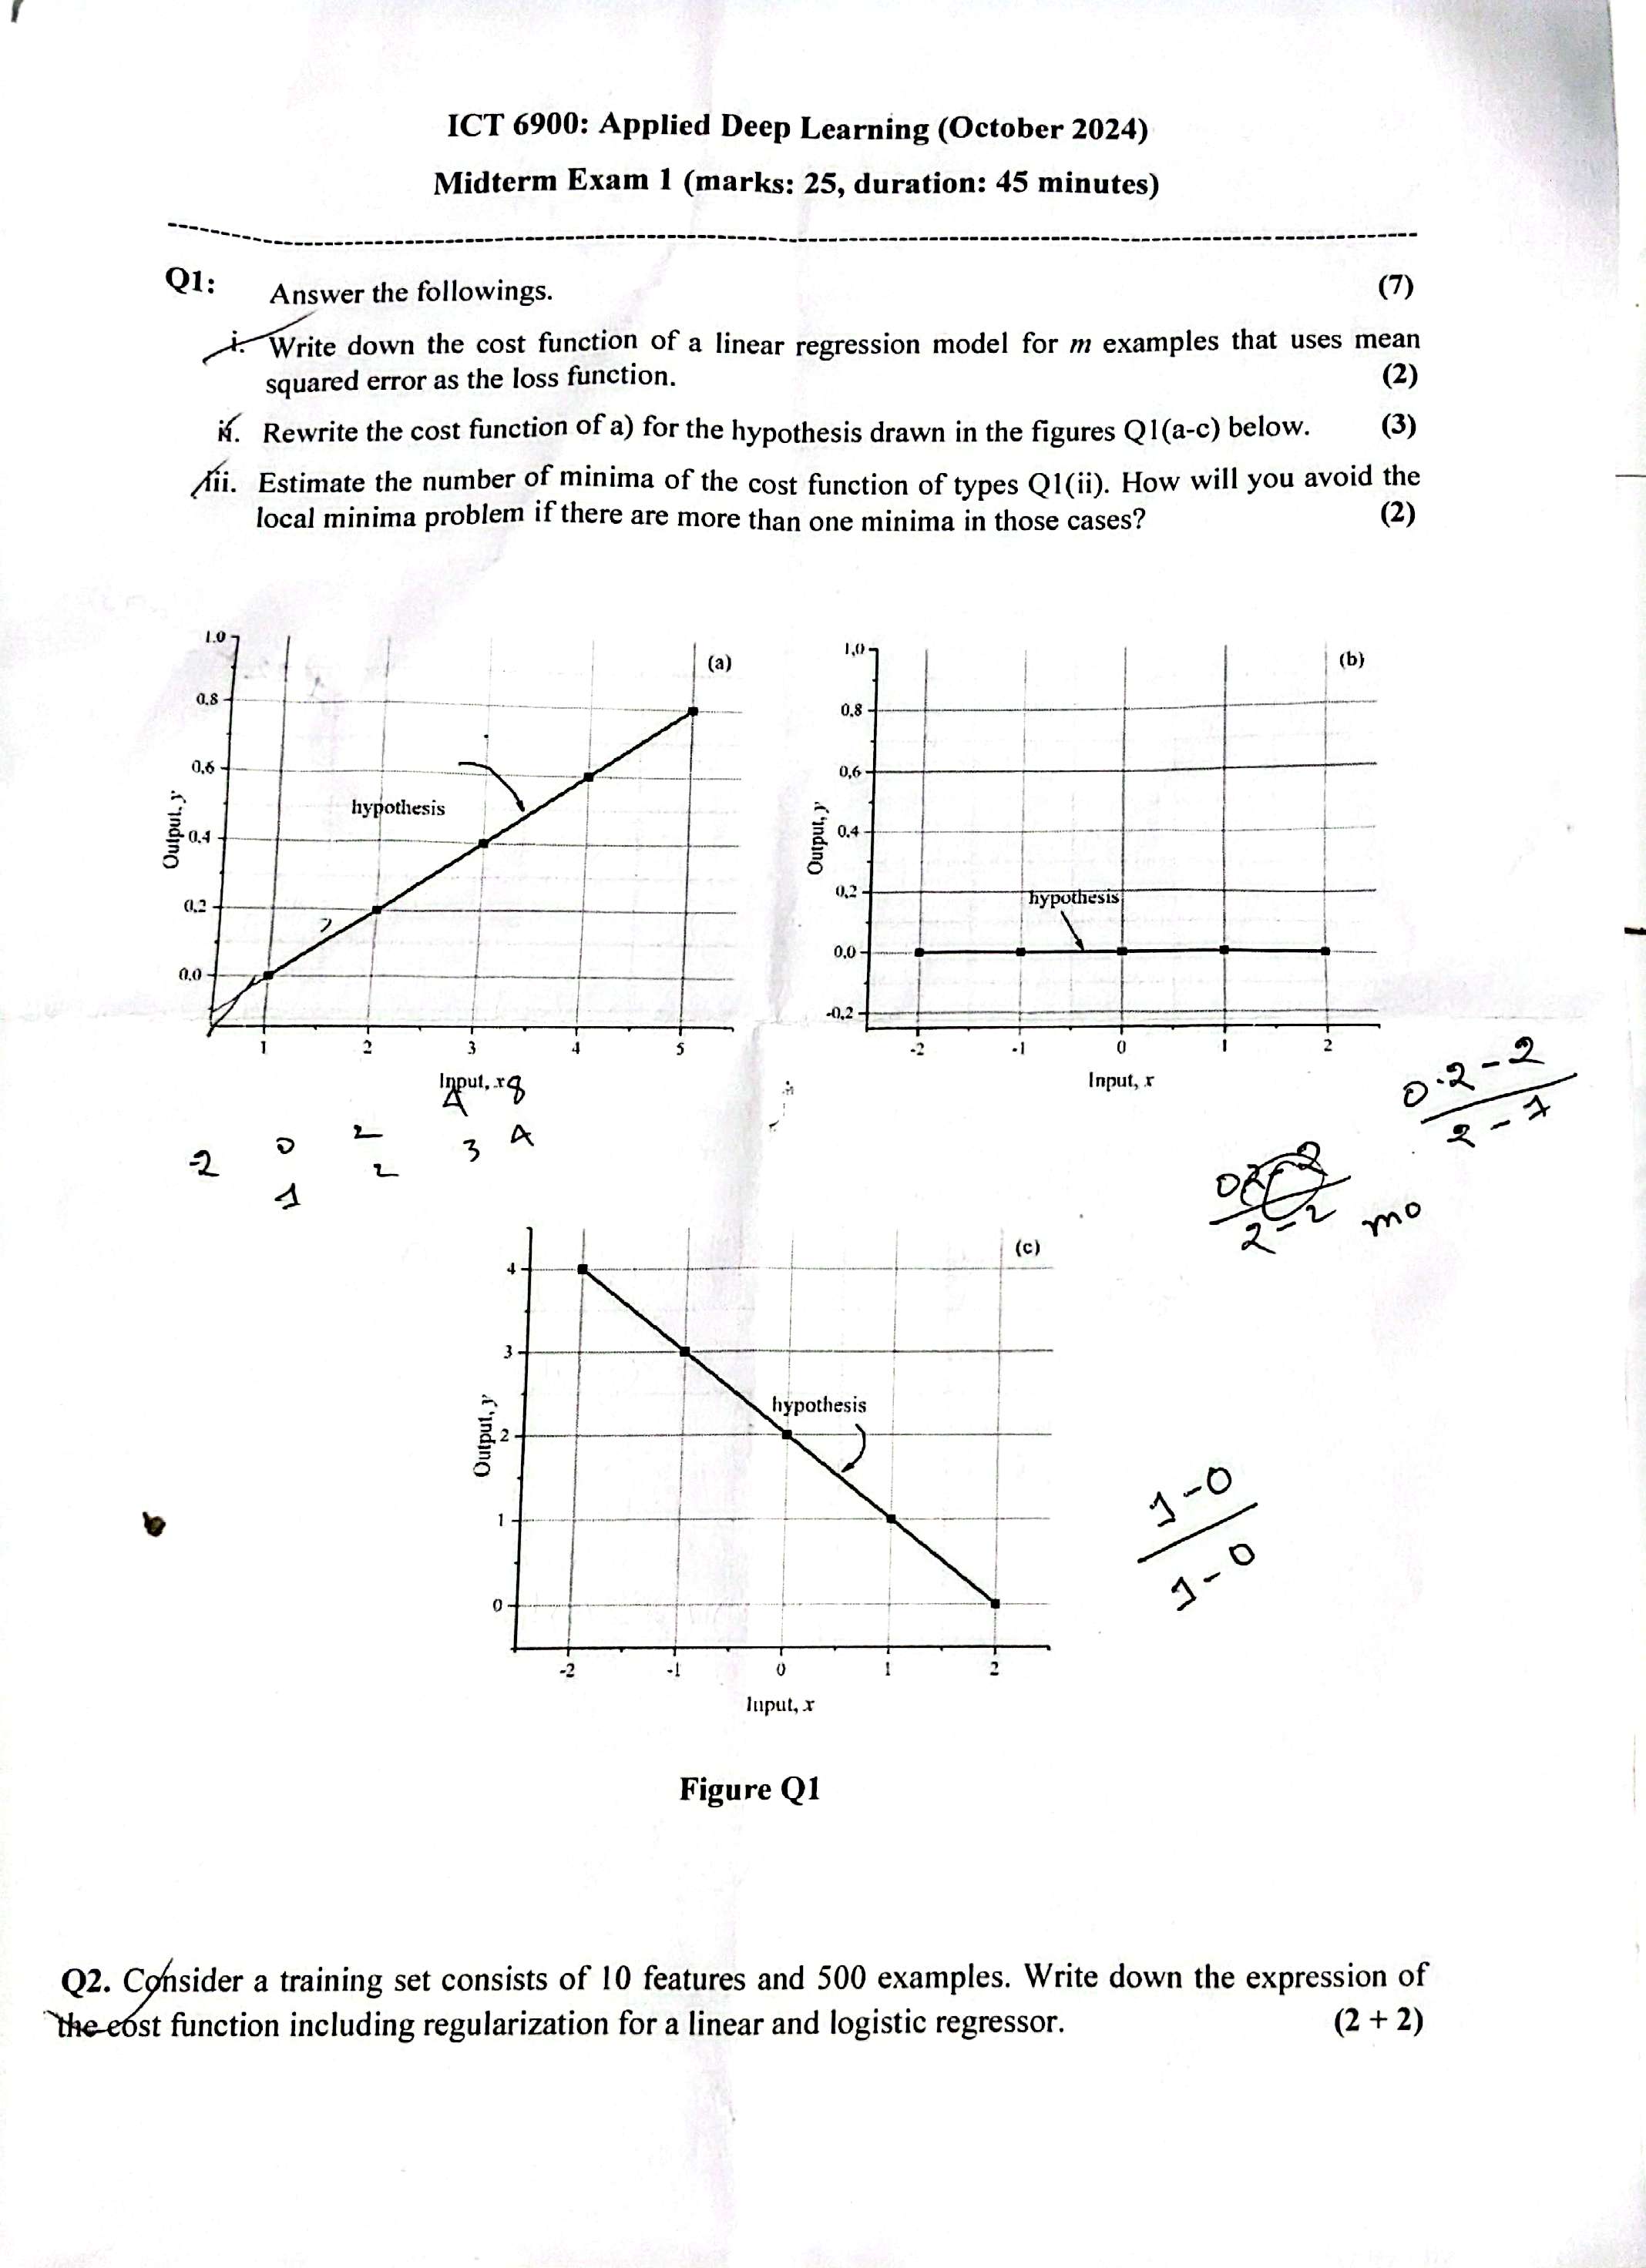 ICT 6900: Applied Deep Learning (October 2024)
Midterm Exam 1 (marks: 25, duration: 45 minutes)
Q1: Answer the followings. (7)
i. Write down the cost function of a linear regression model for m examples that uses mean
squared error as the loss function. (2)
ii. Rewrite the cost function of a) for the hypothesis drawn in the figures Q1(a-c) below. (3)
iii. Estimate the number of minima of the cost function of types Q1(ii). How will you avoid the
local minima problem if there are more than one minima in those cases? (2)
(a)
1.0
0.8
0.6
0.4
0.2
0.0
Output, y
hypothesis
1 2 3 4 5
Input, x
(b)
1.0
0.8
0.6
0.4
0.2
0.0
-0.2
Output, y
hypothesis
-2 -1 0 1 2
Input, x
4 8
-2 0 2 3 4
1 2
0.2-2
2-1
2-2
mo
(c)
4
3
2
1
0
Output, y
hypothesis
-2 -1 0 1 2
Input, x
1-0
1-0
Figure Q1
Q2. Consider a training set consists of 10 features and 500 examples. Write down the expression of
the cost function including regularization for a linear and logistic regressor. (2 + 2)